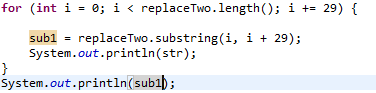 for (int i = 0; i < replaceTwo.length(); i += 29) {
sub1 = replaceTwo.substring(i, i + 29);
System.out.println(str);
}
System.out.println(sub1);